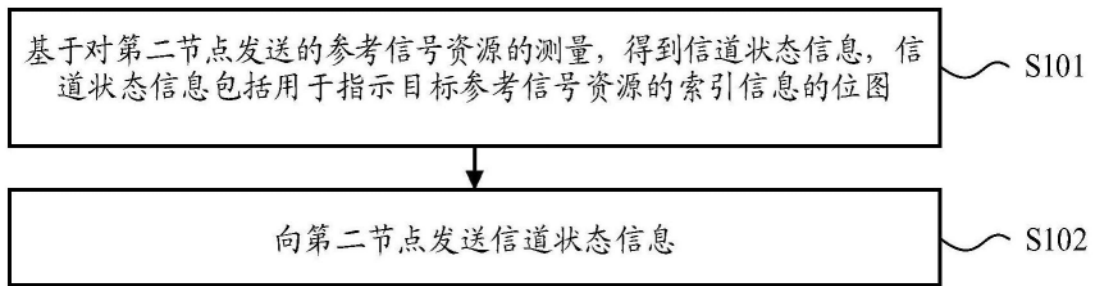 基于对第二节点发送的参考信号资源的测量，得到信道状态信息，信
道状态信息包括用于指示目标参考信号资源的索引信息的位图
S101
向第二节点发送信道状态信息
S102